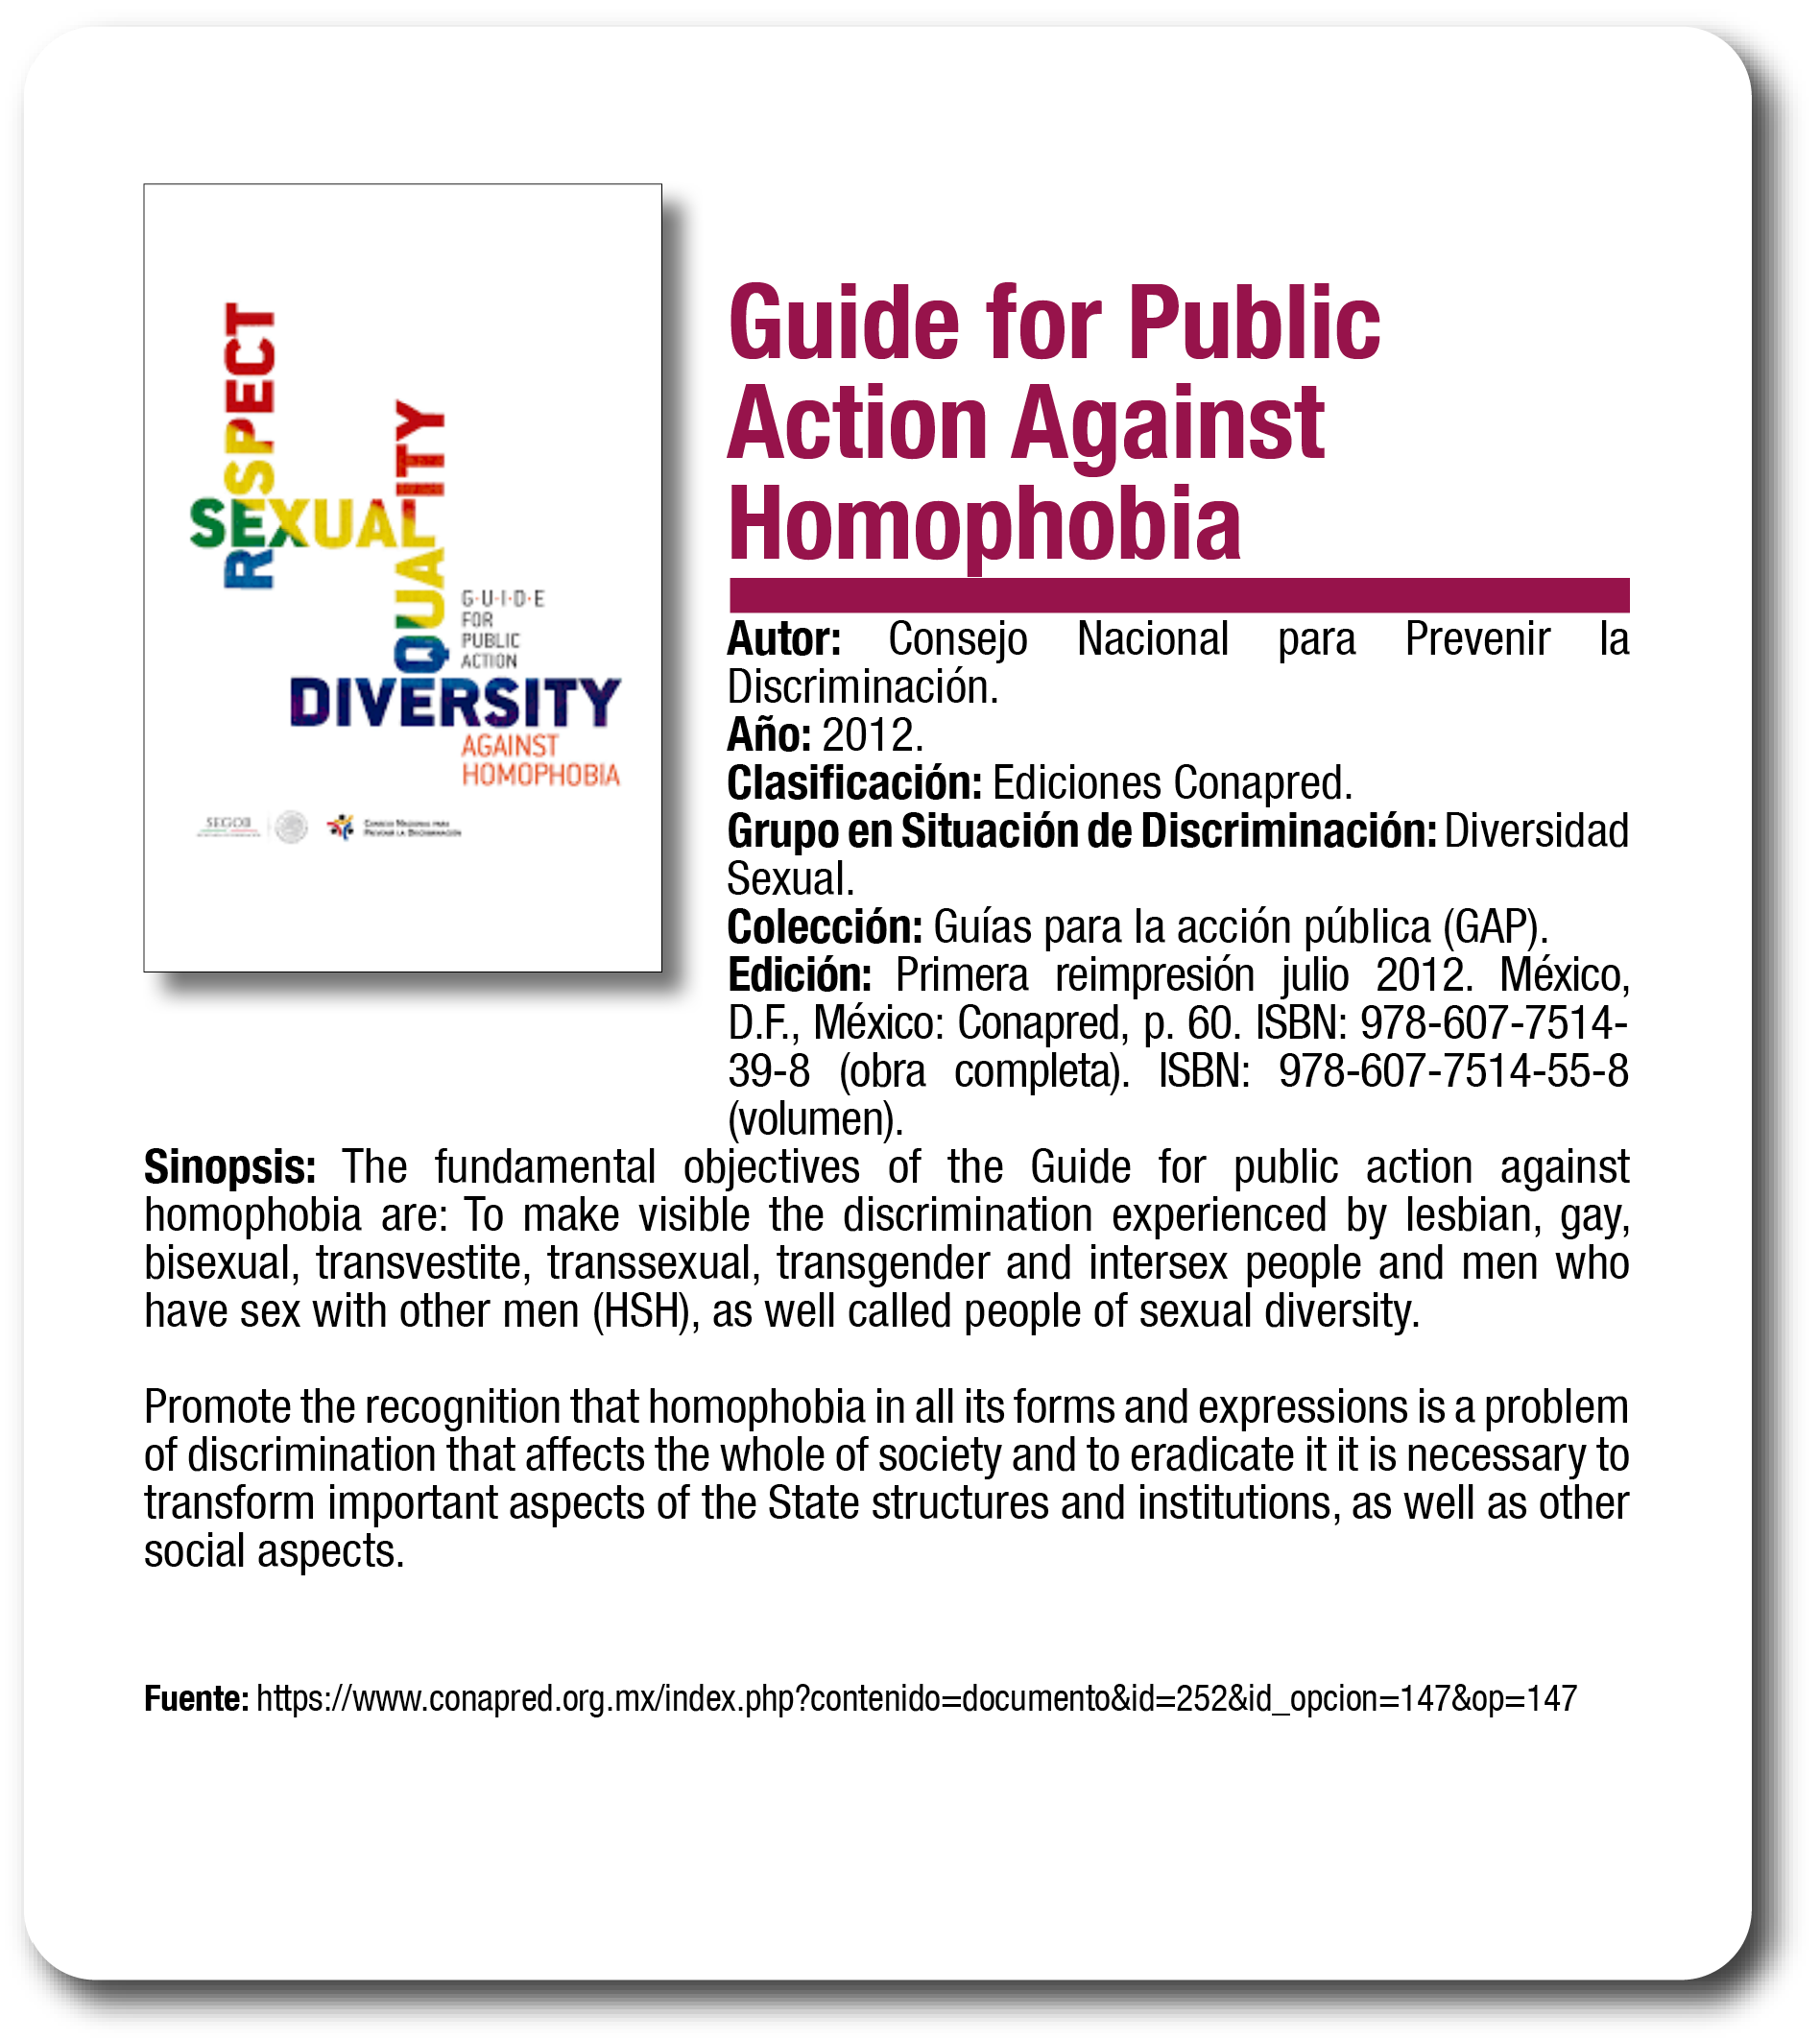 RESPECT
SEXUAL
EQUALITY
G·U·I·D·E
FOR
PUBLIC
ACTION
DIVERSITY
AGAINST
HOMOPHOBIA
SEGOB
CONSEJO NACIONAL PARA
PREVENIR LA DISCRIMINACIÓN
Guide for Public
Action Against
Homophobia
Autor: Consejo Nacional para Prevenir la
Discriminación.
Año: 2012.
Clasificación: Ediciones Conapred.
Grupo en Situación de Discriminación: Diversidad
Sexual.
Colección: Guías para la acción pública (GAP).
Edición: Primera reimpresión julio 2012. México,
D.F., México: Conapred, p. 60. ISBN: 978-607-7514-
39-8 (obra completa). ISBN: 978-607-7514-55-8
(volumen).
Sinopsis: The fundamental objectives of the Guide for public action against
homophobia are: To make visible the discrimination experienced by lesbian, gay,
bisexual, transvestite, transsexual, transgender and intersex people and men who
have sex with other men (HSH), as well called people of sexual diversity.
Promote the recognition that homophobia in all its forms and expressions is a problem
of discrimination that affects the whole of society and to eradicate it it is necessary to
transform important aspects of the State structures and institutions, as well as other
social aspects.
Fuente: https://www.conapred.org.mx/index.php?contenido=documento&id=252&id_opcion=147&op=147